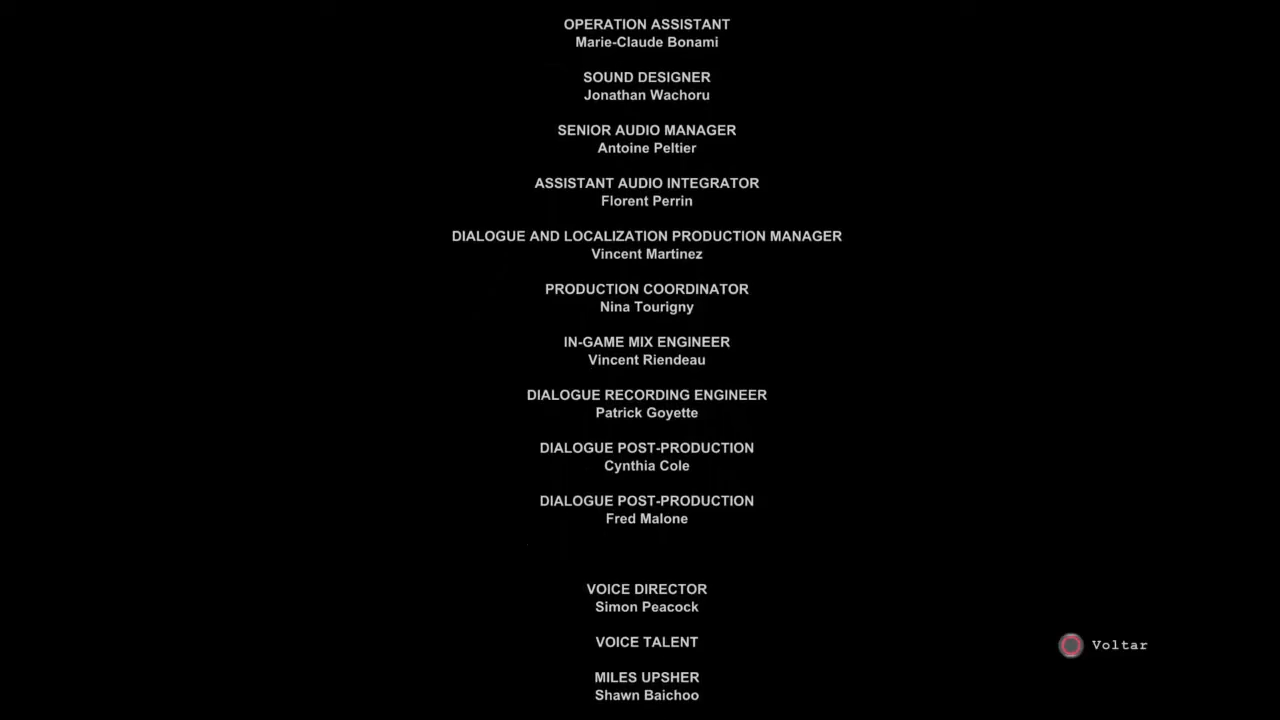 OPERATION ASSISTANT
Marie-Claude Bonami
SOUND DESIGNER
Jonathan Wachoru
SENIOR AUDIO MANAGER
Antoine Peltier
ASSISTANT AUDIO INTEGRATOR
Florent Perrin
DIALOGUE AND LOCALIZATION PRODUCTION MANAGER
Vincent Martinez
PRODUCTION COORDINATOR
Nina Tourigny
IN-GAME MIX ENGINEER
Vincent Riendeau
DIALOGUE RECORDING ENGINEER
Patrick Goyette
DIALOGUE POST-PRODUCTION
Cynthia Cole
DIALOGUE POST-PRODUCTION
Fred Malone
VOICE DIRECTOR
Simon Peacock
VOICE TALENT
Voltar
MILES UPSHER
Shawn Baichoo